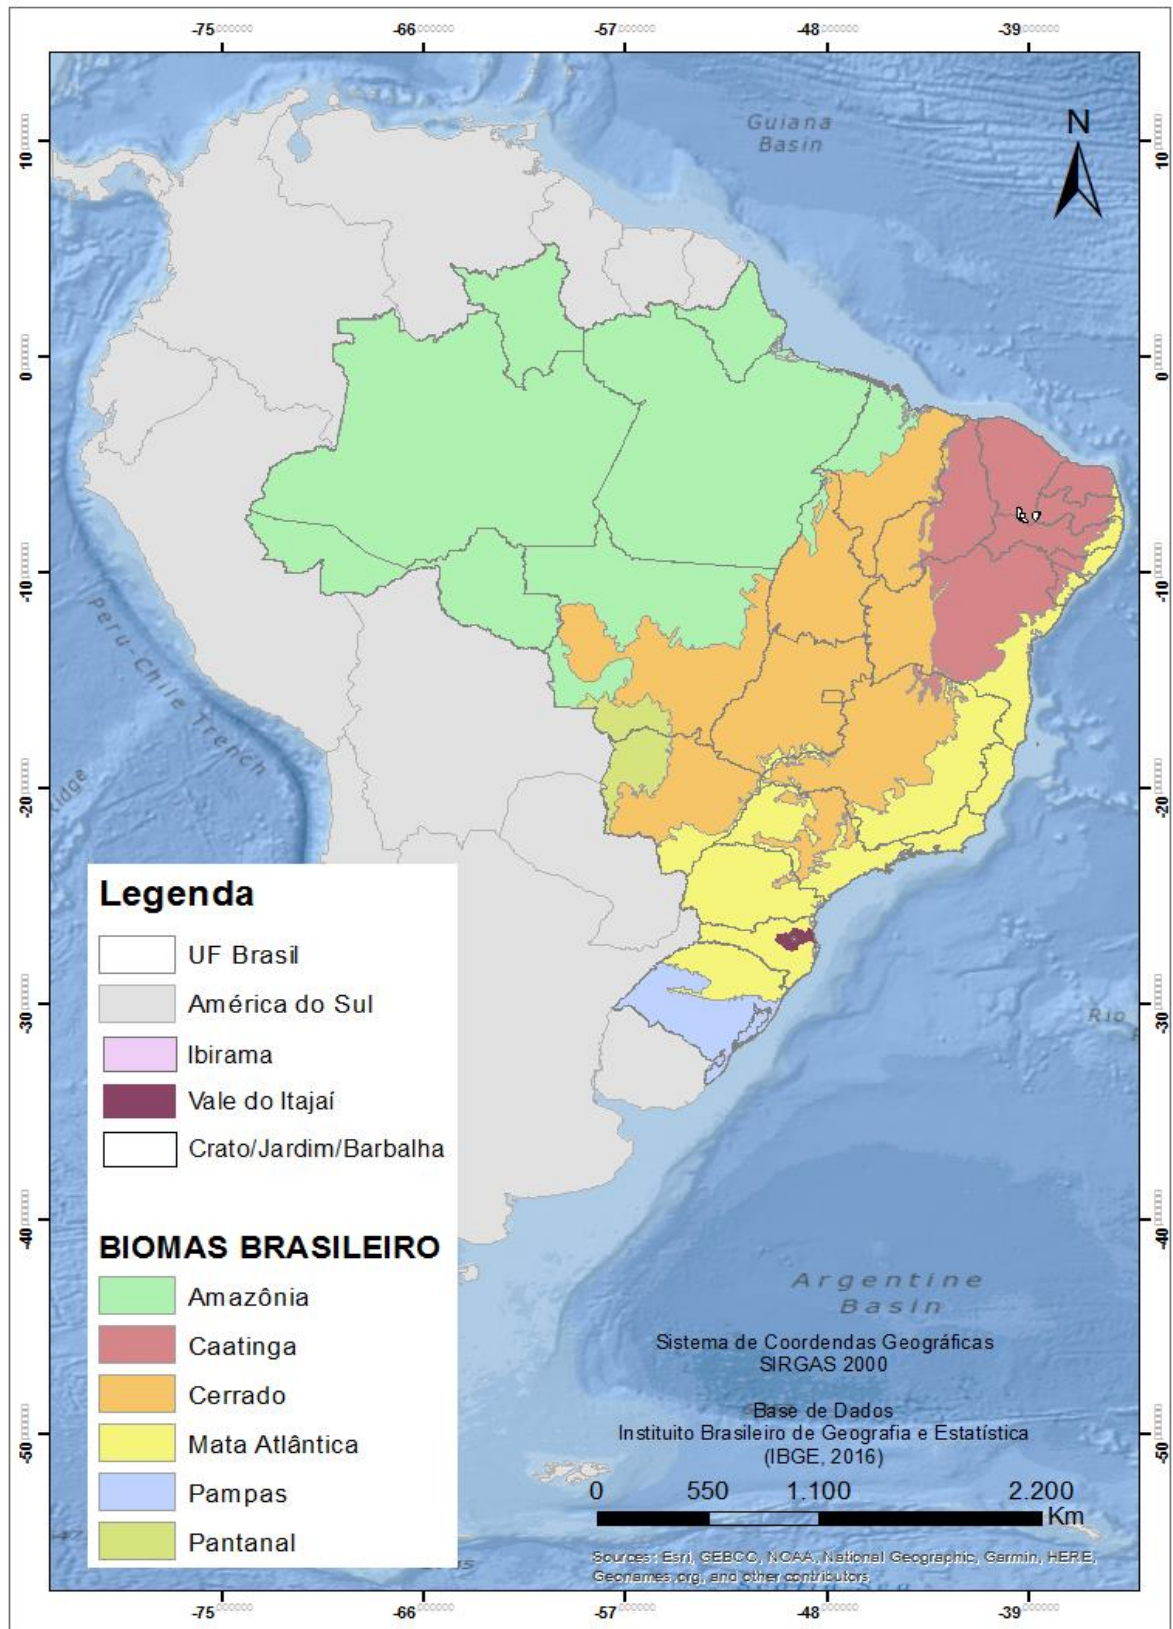 -75
-66
-57
-48
-39
10
0
-10
-20
-30
-40
-50
10
0
-10
-20
-30
-40
-50
Guiana
Basin
N
Peru-Chile Trench
idge
Rio
Argentine
Basin
Legenda
UF Brasil
América do Sul
Ibirama
Vale do Itajaí
Crato/Jardim/Barbalha
BIOMAS BRASILEIRO
Amazônia
Caatinga
Cerrado
Mata Atlântica
Pampas
Pantanal
Sistema de Coordendas Geográficas
SIRGAS 2000
Base de Dados
Instituto Brasileiro de Geografia e Estatística
(IBGE, 2016)
0 550 1.100 2.200
Km
Sources: Esri, GEBCO, NOAA, National Geographic, Garmin, HERE,
Geonames.org, and other contributors
-75
-66
-57
-48
-39